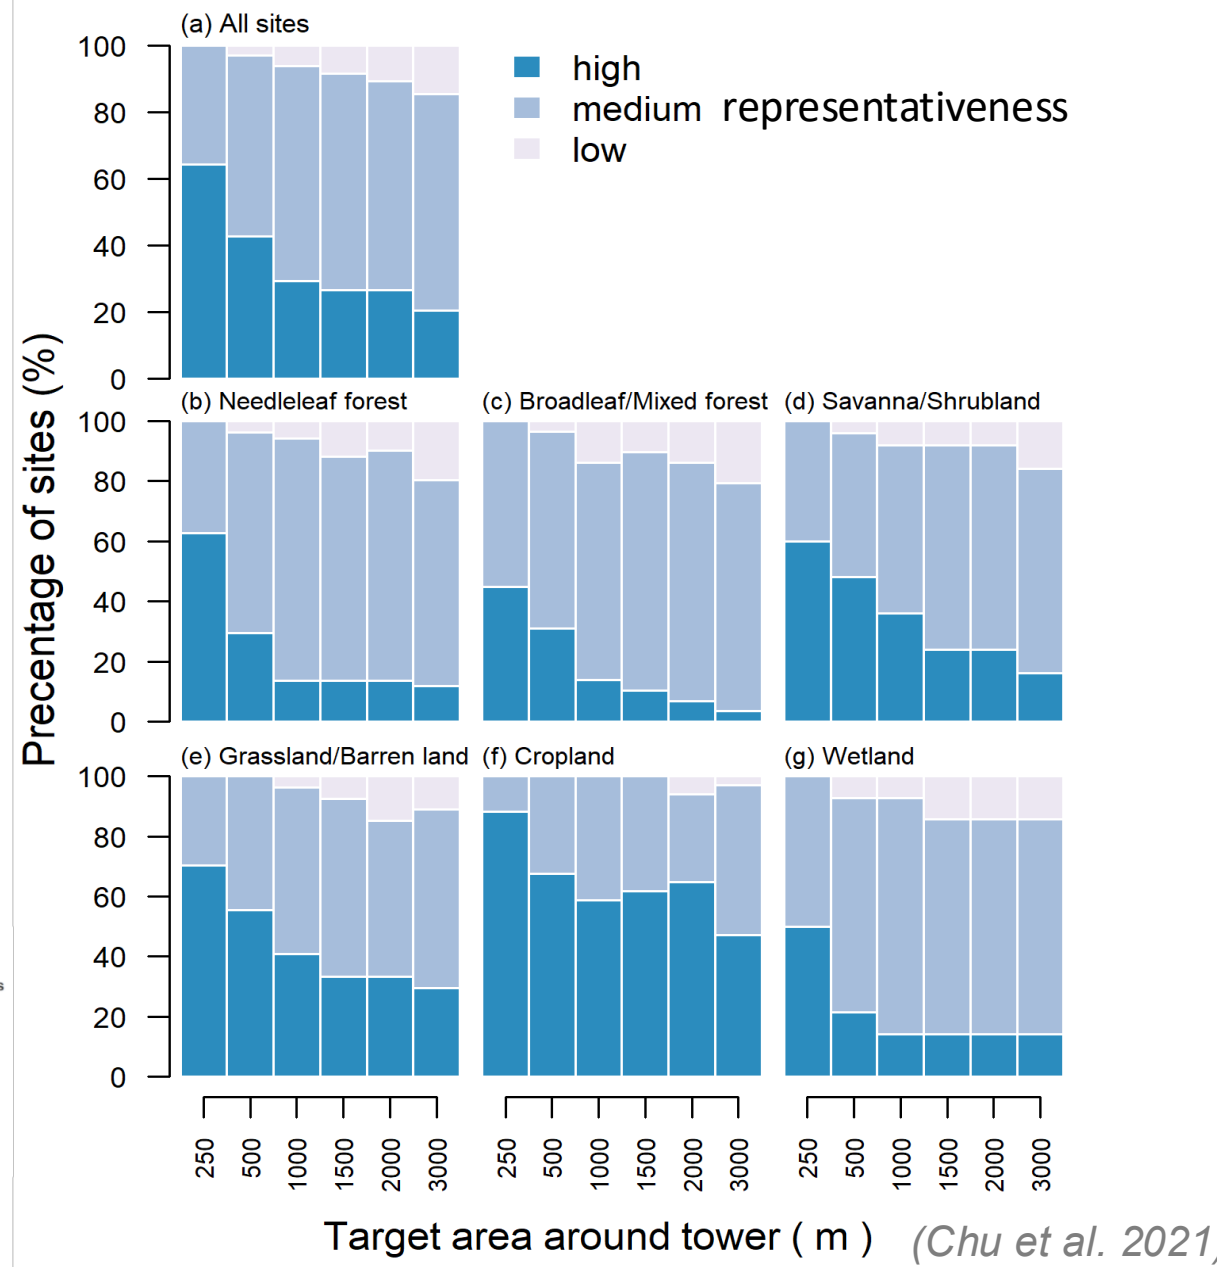 (a) All sites
100
80
60
40
20
0
high
medium representativeness
low
Precentage of sites (%)
(b) Needleleaf forest
(c) Broadleaf/Mixed forest
(d) Savanna/Shrubland
100
80
60
40
20
0
(e) Grassland/Barren land
(f) Cropland
(g) Wetland
100
80
60
40
20
0
s
250 500 1000 1500 2000 3000
250 500 1000 1500 2000 3000
250 500 1000 1500 2000 3000
Target area around tower ( m )
(Chu et al. 2021)